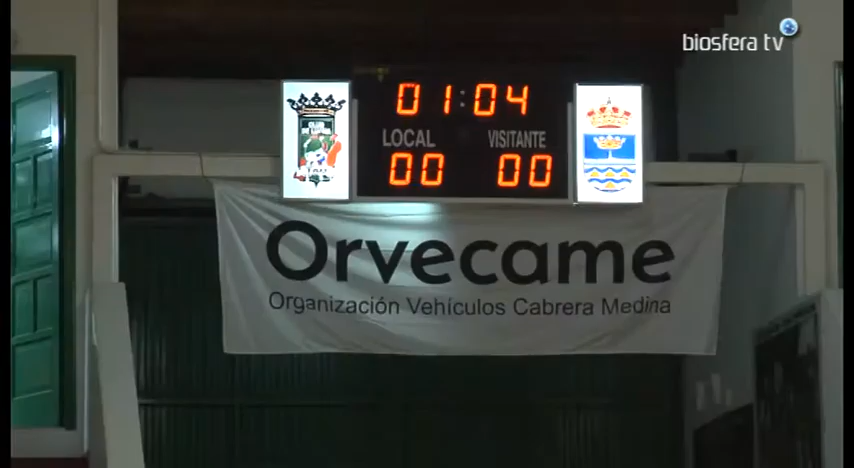 biosfera tv
01:04
LOCAL VISITANTE
00 00
Orvecame
Organización Vehículos Cabrera Medina